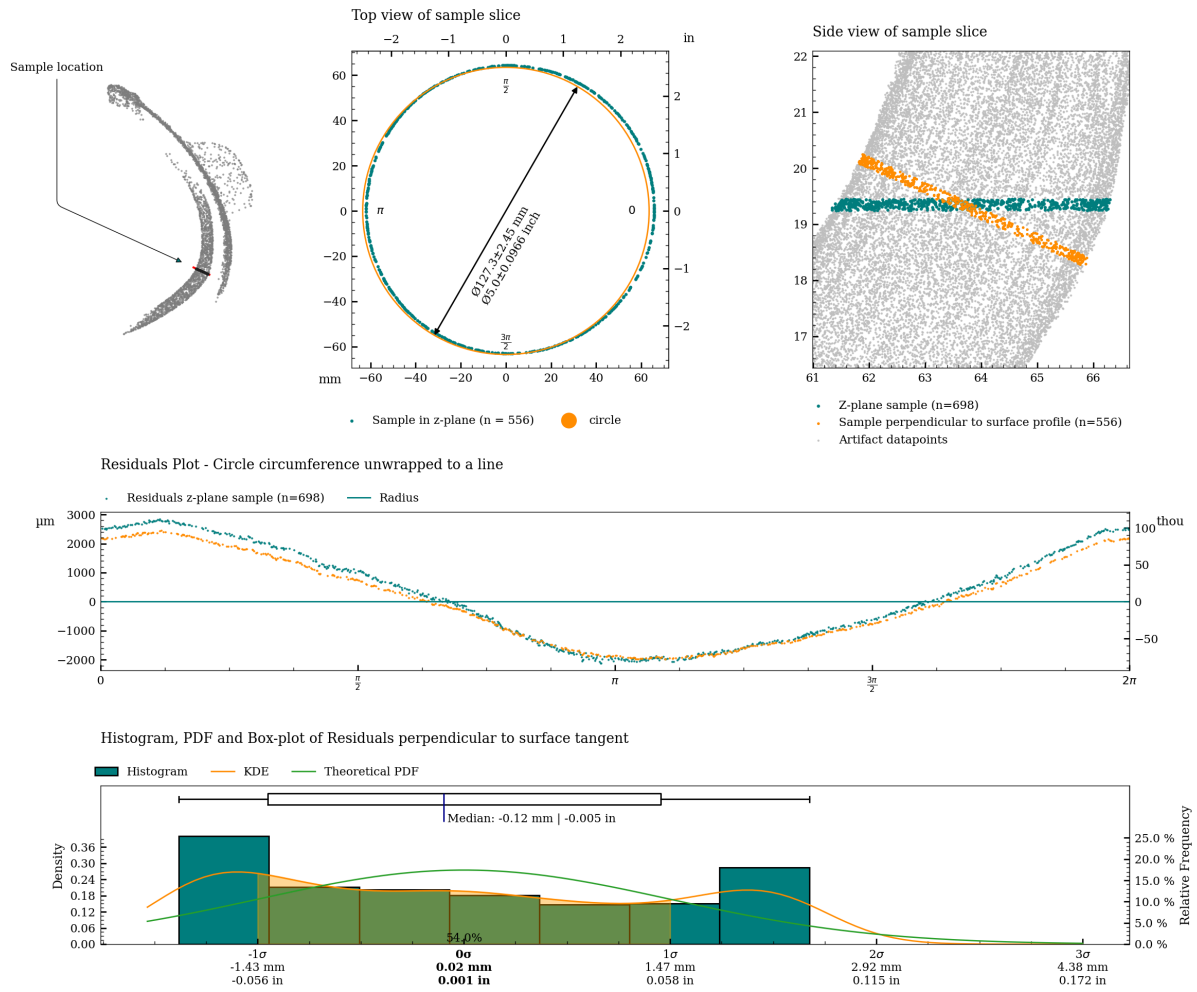 Top view of sample slice
−2 −1 0 1 2 in
Side view of sample slice
Sample location
60
40
20
0
−20
−40
−60
2
1
0
−1
−2
π/2
π
0
3π/2
Ø127.3±2.45 mm
Ø5.0±0.0966 inch
mm −60 −40 −20 0 20 40 60
Sample in z-plane (n = 556) circle
22
21
20
19
18
17
61 62 63 64 65 66
Z-plane sample (n=698)
Sample perpendicular to surface profile (n=556)
Artifact datapoints
Residuals Plot - Circle circumference unwrapped to a line
Residuals z-plane sample (n=698) Radius
µm
3000
2000
1000
0
−1000
−2000
thou
100
50
0
−50
0 π/2 π 3π/2 2π
Histogram, PDF and Box-plot of Residuals perpendicular to surface tangent
Histogram KDE Theoretical PDF
Median: -0.12 mm | -0.005 in
Density
0.36
0.30
0.24
0.18
0.12
0.06
0.00
25.0 %
20.0 %
15.0 %
10.0 %
5.0 %
0.0 %
Relative Frequency
54.0%
-1σ 0σ 1σ 2σ 3σ
-1.43 mm 0.02 mm 1.47 mm 2.92 mm 4.38 mm
-0.056 in 0.001 in 0.058 in 0.115 in 0.172 in